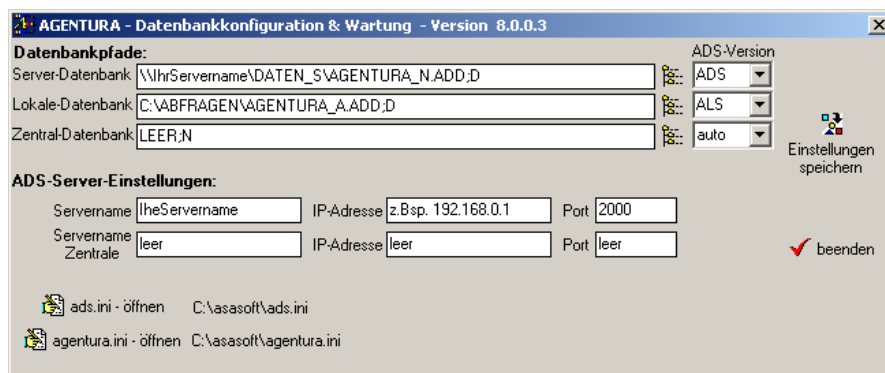 AGENTURA - Datenbankkonfiguration & Wartung - Version 8.0.0.3
Datenbankpfade:
ADS-Version
Server-Datenbank \\IhrServername\DATEN_S\AGENTURA_N.ADD;D ADS
Lokale-Datenbank C:\ABFRAGEN\AGENTURA_A.ADD;D ALS
Zentral-Datenbank LEER;N auto
Einstellungen
speichern
ADS-Server-Einstellungen:
Servername IheServername IP-Adresse z.Bsp. 192.168.0.1 Port 2000
Servername
Zentrale leer IP-Adresse leer Port leer
beenden
ads.ini - öffnen C:\asasoft\ads.ini
agentura.ini - öffnen C:\asasoft\agentura.ini